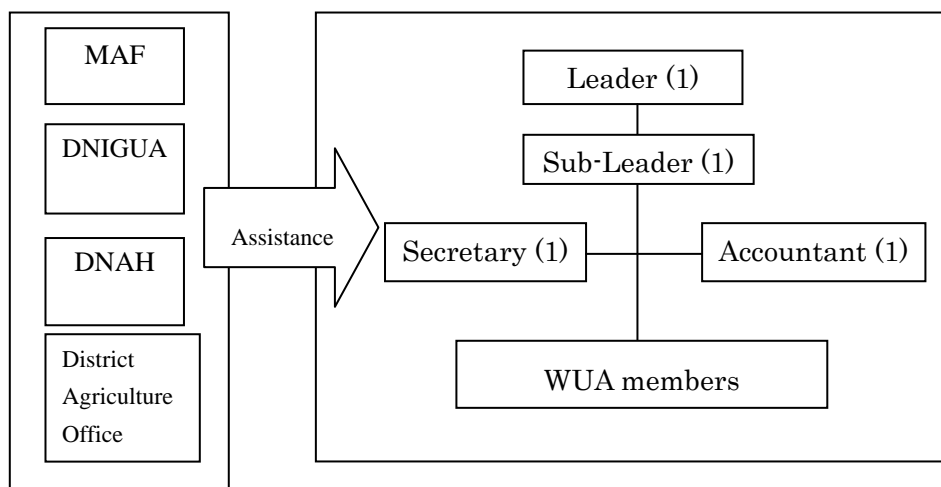 MAF
DNIGUA
DNAH
District
Agriculture
Office
Assistance
Leader (1)
Sub-Leader (1)
Secretary (1)
Accountant (1)
WUA members